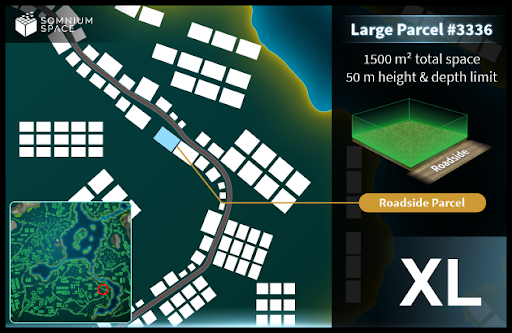 SOMNIUM
SPACE
Large Parcel #3336
1500 m² total space
50 m height & depth limit
Roadside
Roadside Parcel
XL